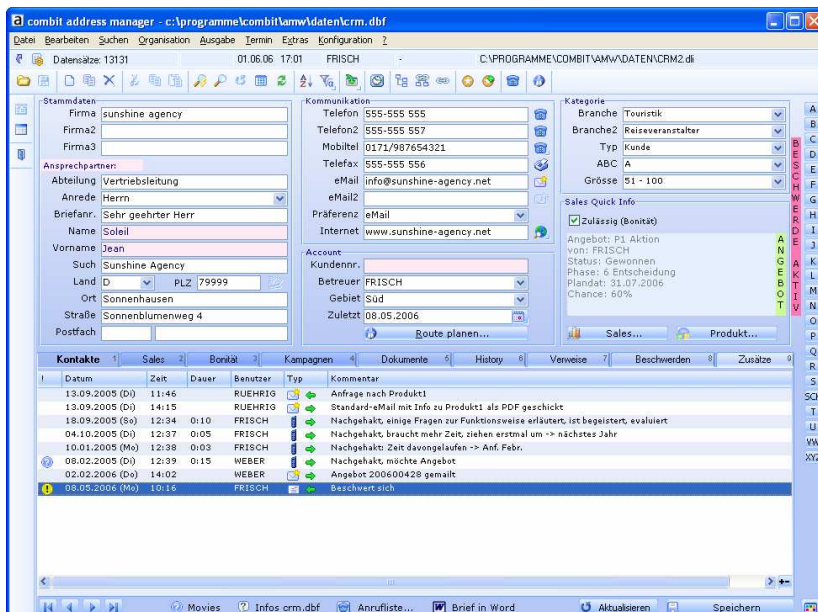 combit address manager - c:\programme\combit\amw\daten\crm.dbf
Datei Bearbeiten Suchen Organisation Ausgabe Termin Extras Konfiguration ?
Datensätze: 13131 01.06.06 17:01 FRISCH - C:\PROGRAMME\COMBIT\AMW\DATEN\CRM2.dli
Stammdaten
Firma sunshine agency
Firma2
Firma3
Ansprechpartner:
Abteilung Vertriebsleitung
Anrede Herrn
Briefanr. Sehr geehrter Herr
Name Soleil
Vorname Jean
Such Sunshine Agency
Land D PLZ 79999
Ort Sonnenhausen
Straße Sonnenblumenweg 4
Postfach
Kommunikation
Telefon 555-555 555
Telefon2 555-555 557
Mobiltel 0171/987654321
Telefax 555-555 556
eMail info@sunshine-agency.net
eMail2
Präferenz eMail
Internet www.sunshine-agency.net
Account
Kundennr.
Betreuer FRISCH
Gebiet Süd
Zuletzt 08.05.2006
Route planen...
Kategorie
Branche Touristik
Branche2 Reiseveranstalter
Typ Kunde
ABC A
Grösse 51 - 100
Sales Quick Info
Zulässig (Bonität)
Angebot: P1 Aktion
von: FRISCH
Status: Gewonnen
Phase: 6 Entscheidung
Plandat: 31.07.2006
Chance: 60%
ANGEBOT
Sales... Produkt...
BESCHWERDE AKTIV
A
B
C
D
E
F
G
H
I
J
K
L
M
N
O
P
Q
R
S
SCH
T
U
VW
XYZ
Kontakte 1 Sales 2 Bonität 3 Kampagnen 4 Dokumente 5 History 6 Verweise 7 Beschwerden 8 Zusätze 9
! Datum Zeit Dauer Benutzer Typ Kommentar
13.09.2005 (Di) 11:46 RUEHRIG Anfrage nach Produkt1
13.09.2005 (Di) 14:15 RUEHRIG Standard-eMail mit Info zu Produkt1 als PDF geschickt
18.09.2005 (So) 12:34 0:10 FRISCH Nachgehakt, einige Fragen zur Funktionsweise erläutert, ist begeistert, evaluiert
04.10.2005 (Di) 12:37 0:05 FRISCH Nachgehakt, braucht mehr Zeit, ziehen erstmal um -> nächstes Jahr
10.01.2005 (Mo) 12:38 0:03 FRISCH Nachgehakt: Zeit davongelaufen -> Anf. Febr.
08.02.2005 (Di) 12:39 0:15 WEBER Nachgehakt, möchte Angebot
02.02.2006 (Do) 14:02 WEBER Angebot 200600428 gemailt
08.05.2006 (Mo) 10:16 FRISCH Beschwert sich
Movies Infos crm.dbf Anrufliste... Brief in Word Aktualisieren Speichern